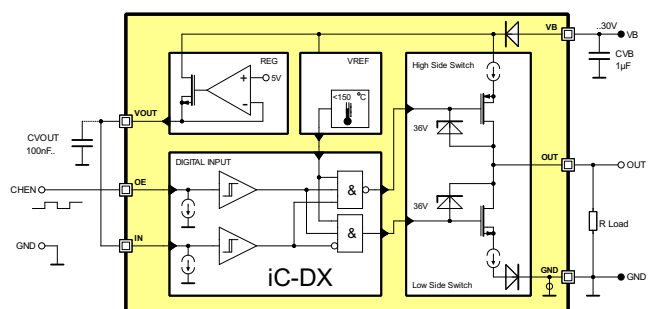 ..30V
VB
VB
REG
VREF
CVB
1µF
5V
High Side Switch
<150 °C
VOUT
CVOUT
100nF..
36V
DIGITAL INPUT
OUT
OUT
CHEN
OE
&
36V
R Load
&
GND
IN
iC-DX
GND
GND
Low Side Switch